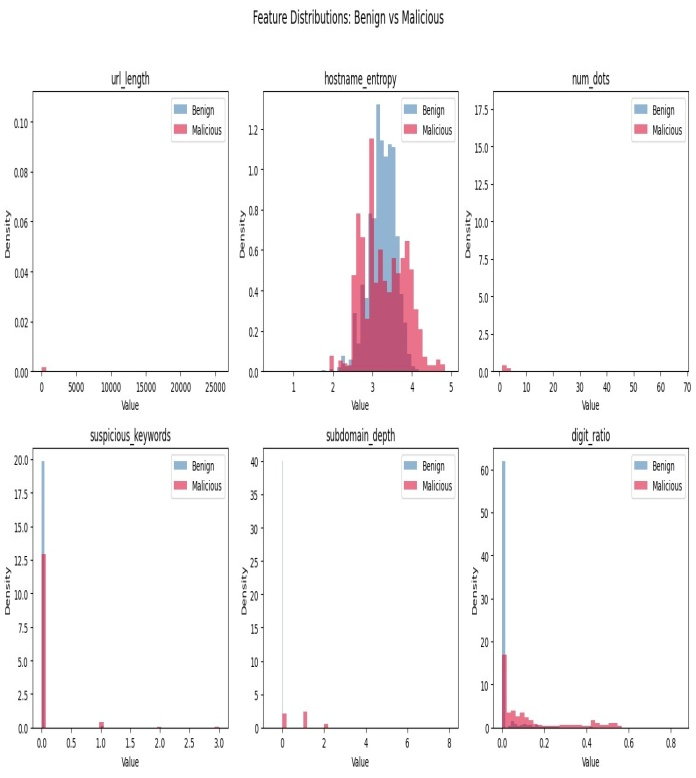 Feature Distributions: Benign vs Malicious
url_length
0.10
0.08
0.06
0.04
0.02
0.00
Density
Benign
Malicious
0 5000 10000 15000 20000 25000
Value
hostname_entropy
1.2
1.0
0.8
0.6
0.4
0.2
0.0
Density
Benign
Malicious
1 2 3 4 5
Value
num_dots
17.5
15.0
12.5
10.0
7.5
5.0
2.5
0.0
Density
Benign
Malicious
0 10 20 30 40 50 60 70
Value
suspicious_keywords
20.0
17.5
15.0
12.5
10.0
7.5
5.0
2.5
0.0
Density
Benign
Malicious
0.0 0.5 1.0 1.5 2.0 2.5 3.0
Value
subdomain_depth
40
35
30
25
20
15
10
5
0
Density
Benign
Malicious
0 2 4 6 8
Value
digit_ratio
60
50
40
30
20
10
0
Density
Benign
Malicious
0.0 0.2 0.4 0.6 0.8
Value